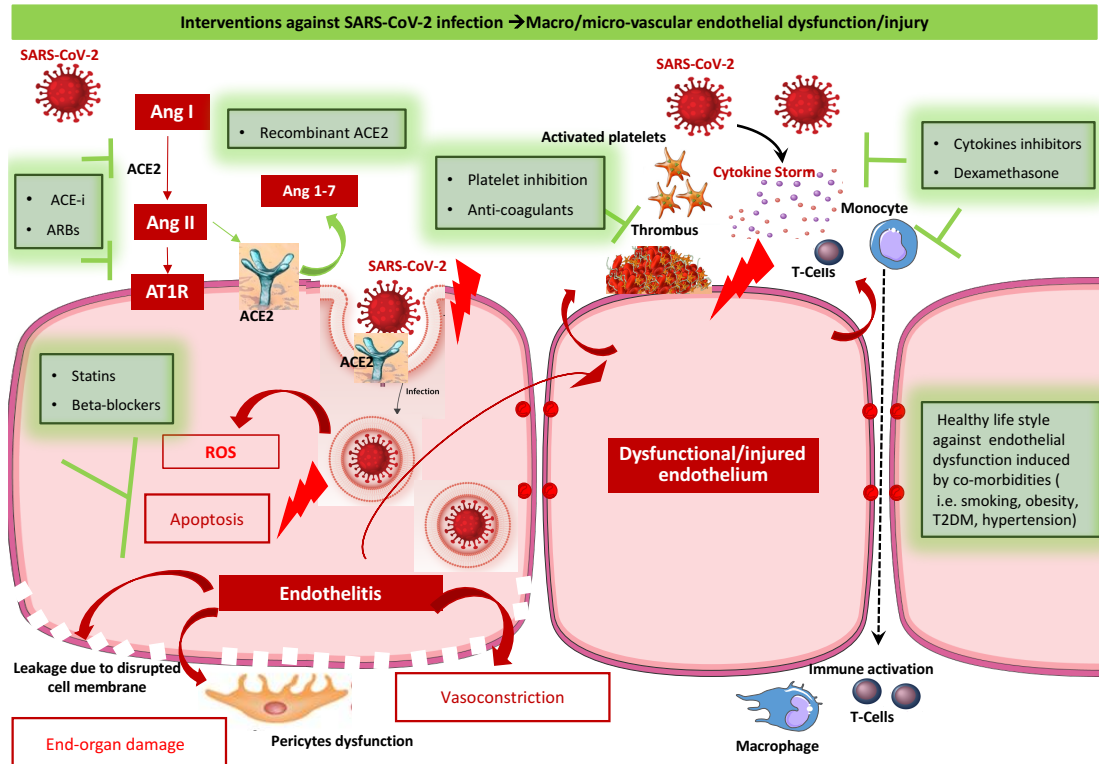 Interventions against SARS-CoV-2 infection →Macro/micro-vascular endothelial dysfunction/injury
SARS-CoV-2
Ang I
ACE2
Ang II
AT1R
• ACE-i
• ARBs
• Recombinant ACE2
Ang 1-7
ACE2
SARS-CoV-2
ACE2
Infection
• Platelet inhibition
• Anti-coagulants
Activated platelets
Thrombus
SARS-CoV-2
Cytokine Storm
Monocyte
T-Cells
• Cytokines inhibitors
• Dexamethasone
• Statins
• Beta-blockers
ROS
Apoptosis
Endothelitis
Dysfunctional/injured
endothelium
Healthy life style
against endothelial
dysfunction induced
by co-morbidities (
i.e. smoking, obesity,
T2DM, hypertension)
Leakage due to disrupted
cell membrane
End-organ damage
Pericytes dysfunction
Vasoconstriction
Immune activation
T-Cells
Macrophage